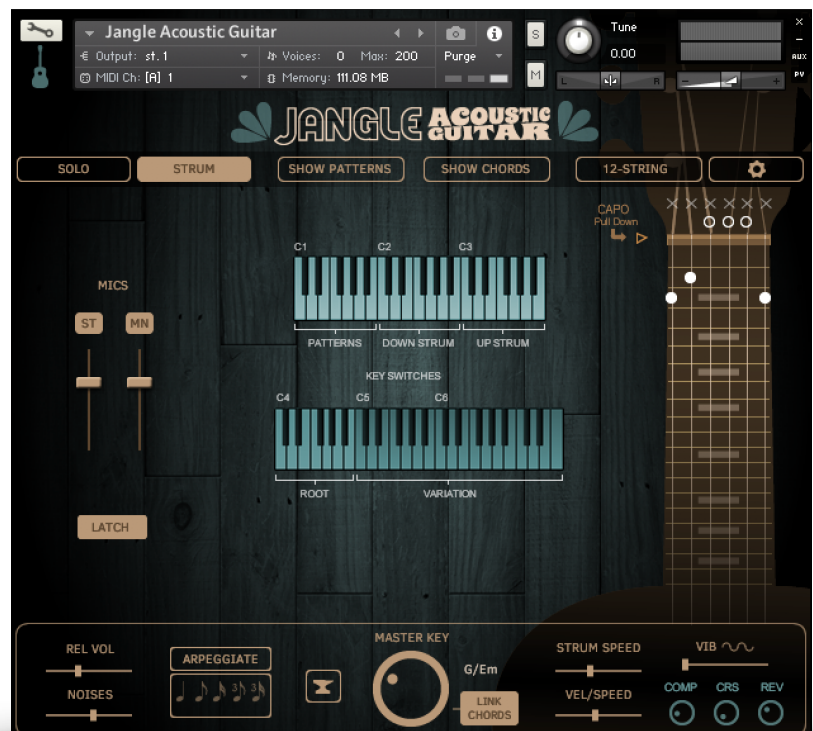 Jangle Acoustic Guitar
Output: st.1
Voices: 0 Max: 200
Purge
MIDI Ch: [A] 1
Memory: 111.08 MB
S
M
Tune
0.00
L R
- +
×
-
AUX
PV
JANGLE ACOUSTIC GUITAR
SOLO
STRUM
SHOW PATTERNS
SHOW CHORDS
12-STRING
CAPO
Pull Down
C1 C2 C3
PATTERNS DOWN STRUM UP STRUM
MICS
ST MN
KEY SWITCHES
C4 C5 C6
ROOT VARIATION
LATCH
REL VOL
NOISES
ARPEGGIATE
3 3
MASTER KEY
G/Em
LINK
CHORDS
STRUM SPEED
VEL/SPEED
VIB
COMP CRS REV